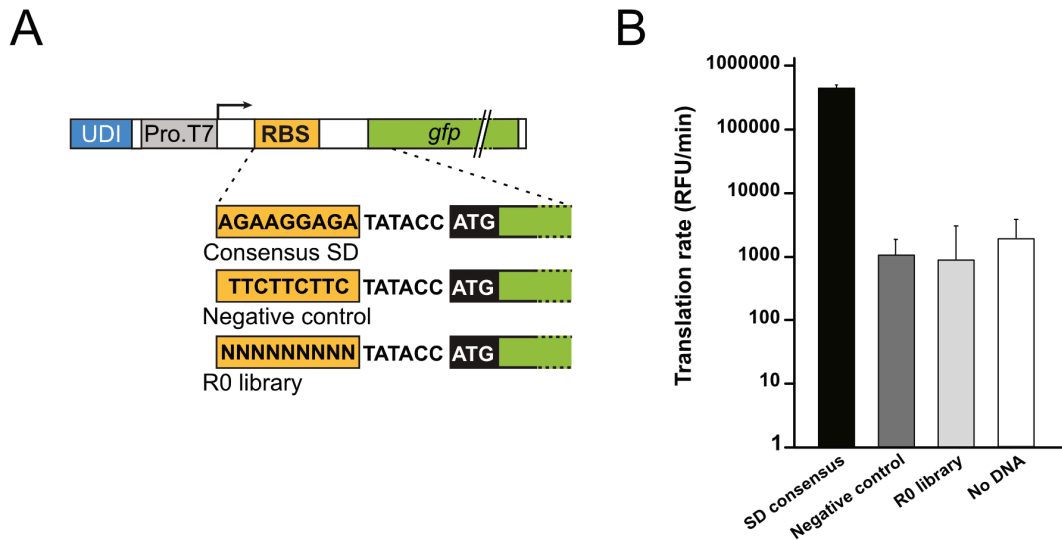 A
UDI Pro.T7 RBS gfp
AGAAGGAGA TATACC ATG
Consensus SD
TTCTTCTTC TATACC ATG
Negative control
NNNNNNNNN TATACC ATG
R0 library
B
Translation rate (RFU/min)
1000000
100000
10000
1000
100
10
1
SD consensus
Negative control
R0 library
No DNA